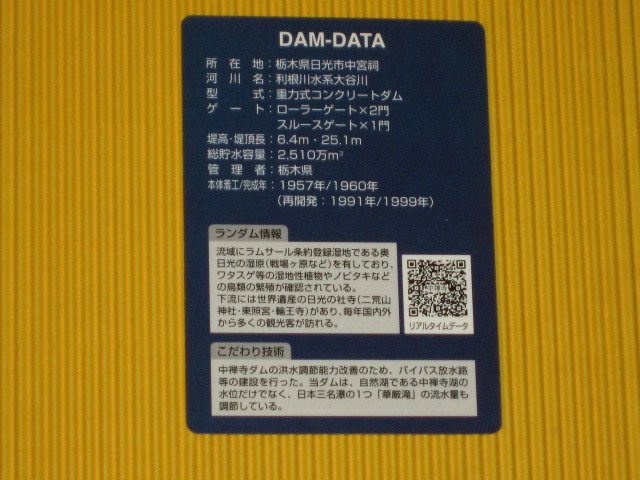 DAM-DATA
所在地：栃木県日光市中宮祠
河川名：利根川水系大谷川
型式：重力式コンクリートダム
ゲート：ローラーゲート×2門
スルースゲート×1門
堤高・堤頂長：6.4m・25.1m
総貯水容量：2,510万m³
管理者：栃木県
本体着工/完成年：1957年/1960年
（再開発：1991年/1999年）
ランダム情報
流域にラムサール条約登録湿地である奥
日光の湿原（戦場ヶ原など）を有しており、
ワタスゲ等の湿地性植物やノビタキなど
の鳥類の繁殖が確認されている。
下流には世界遺産の日光の社寺（二荒山
神社・東照宮・輪王寺）があり、毎年国内外
から多くの観光客が訪れる。
リアルタイムデータ
こだわり技術
中禅寺ダムの洪水調節能力改善のため、バイパス放水路
等の建設を行った。当ダムは、自然湖である中禅寺湖の
水位だけでなく、日本三名瀑の1つ「華厳滝」の流水量も
調節している。